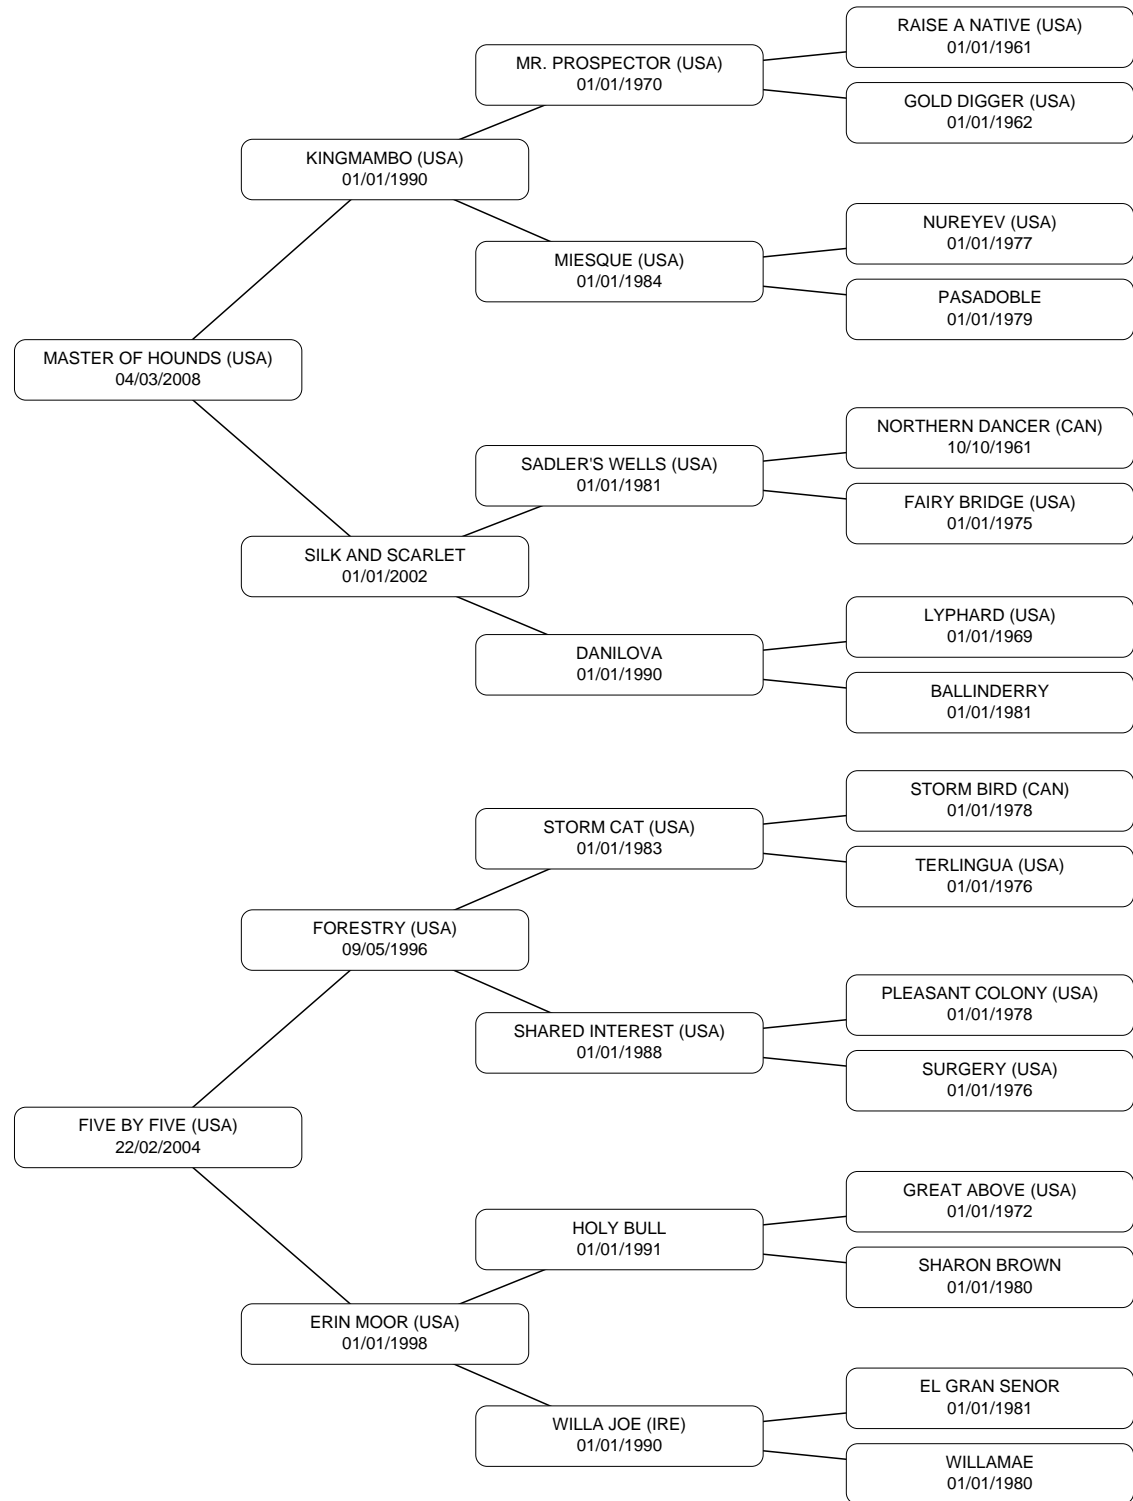 RAISE A NATIVE (USA)
01/01/1961
MR. PROSPECTOR (USA)
01/01/1970
GOLD DIGGER (USA)
01/01/1962
KINGMAMBO (USA)
01/01/1990
NUREYEV (USA)
01/01/1977
MIESQUE (USA)
01/01/1984
PASADOBLE
01/01/1979
MASTER OF HOUNDS (USA)
04/03/2008
NORTHERN DANCER (CAN)
10/10/1961
SADLER'S WELLS (USA)
01/01/1981
FAIRY BRIDGE (USA)
01/01/1975
SILK AND SCARLET
01/01/2002
LYPHARD (USA)
01/01/1969
DANILOVA
01/01/1990
BALLINDERRY
01/01/1981
STORM BIRD (CAN)
01/01/1978
STORM CAT (USA)
01/01/1983
TERLINGUA (USA)
01/01/1976
FORESTRY (USA)
09/05/1996
PLEASANT COLONY (USA)
01/01/1978
SHARED INTEREST (USA)
01/01/1988
SURGERY (USA)
01/01/1976
FIVE BY FIVE (USA)
22/02/2004
GREAT ABOVE (USA)
01/01/1972
HOLY BULL
01/01/1991
SHARON BROWN
01/01/1980
ERIN MOOR (USA)
01/01/1998
EL GRAN SENOR
01/01/1981
WILLA JOE (IRE)
01/01/1990
WILLAMAE
01/01/1980